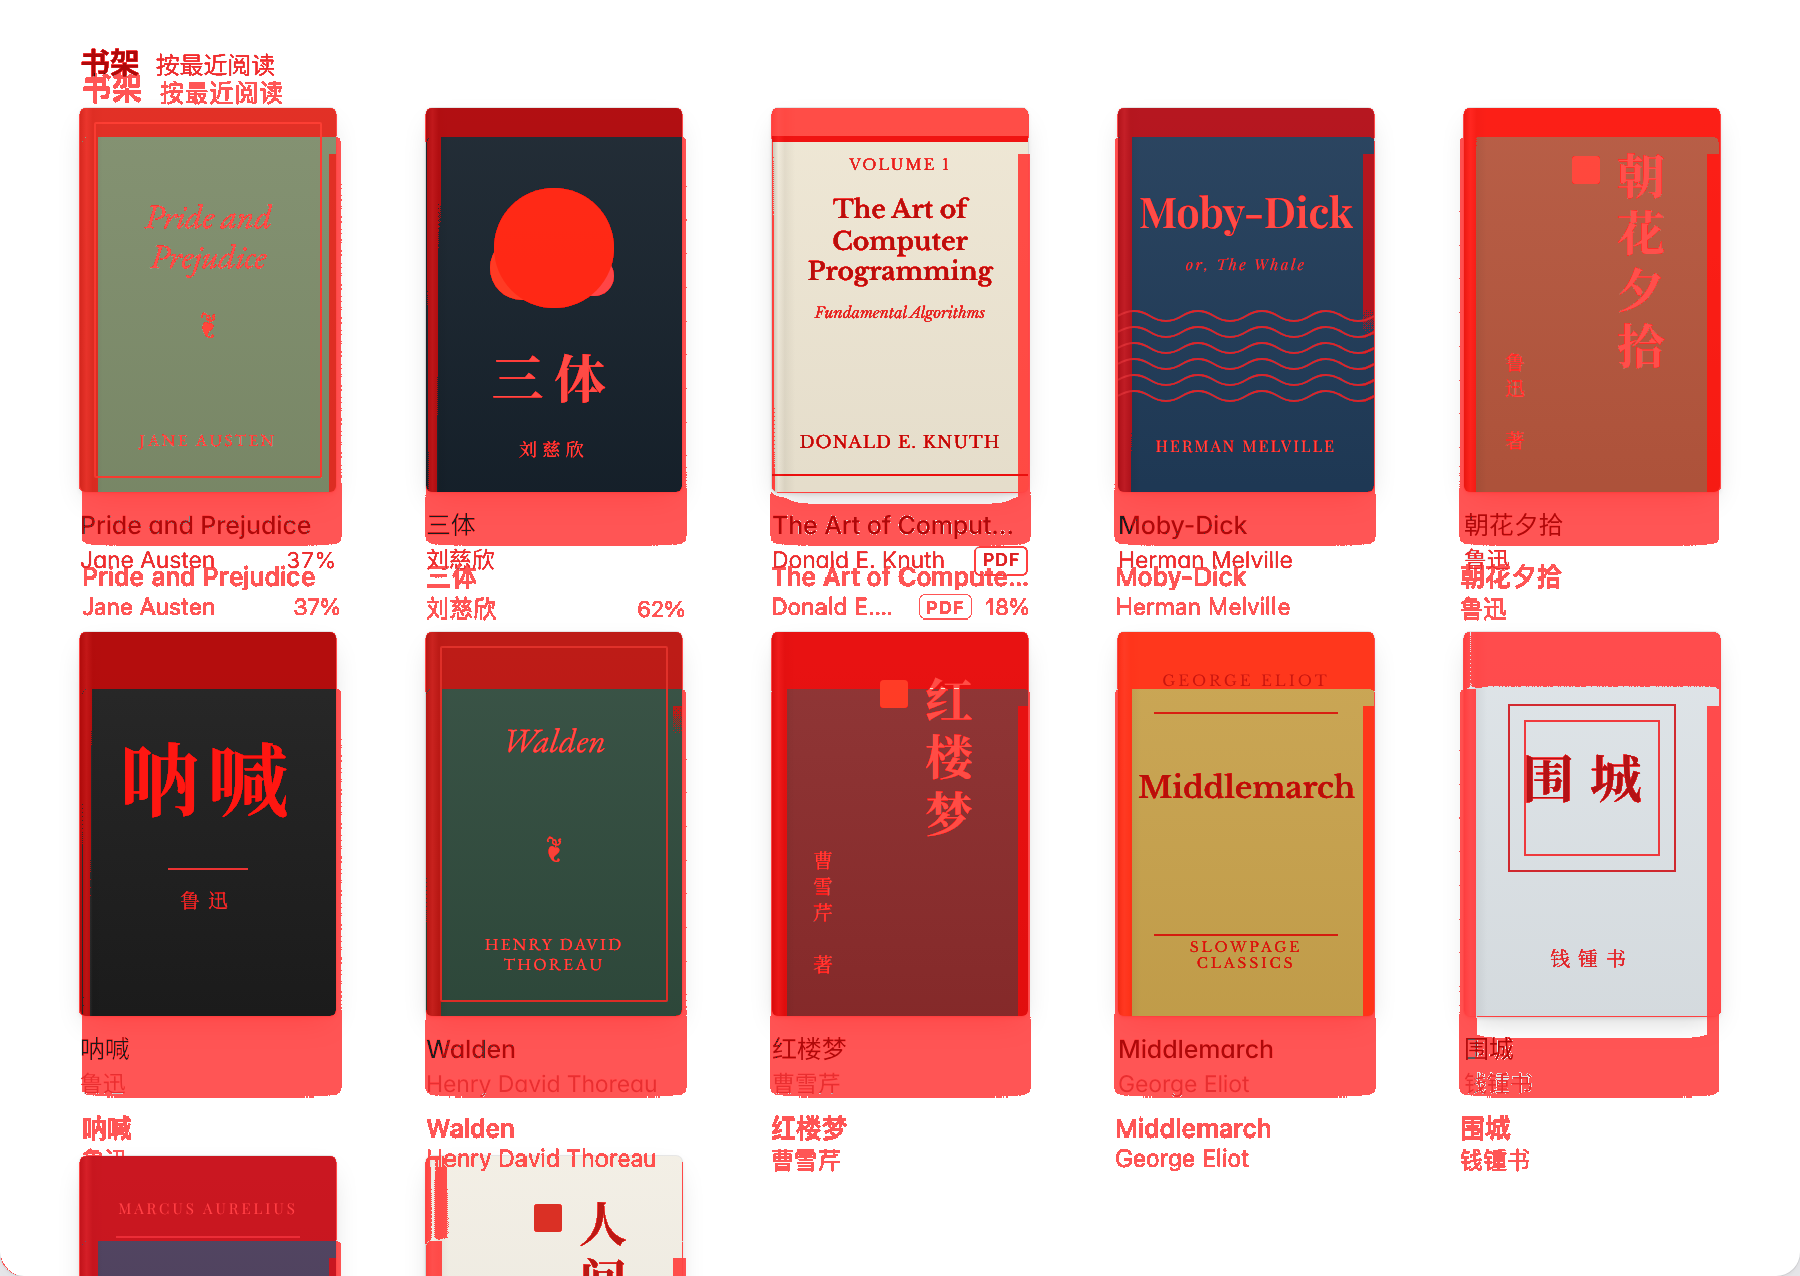 书架 按最近阅读
书架 按最近阅读
Pride and
Prejudice
JANE AUSTEN
三体
刘慈欣
VOLUME 1
The Art of
Computer
Programming
Fundamental Algorithms
DONALD E. KNUTH
Moby-Dick
or, The Whale
HERMAN MELVILLE
朝花夕拾
鲁迅 著
Pride and Prejudice
Jane Austen 37%
三体
刘慈欣
The Art of Comput...
Donald E. Knuth PDF
Moby-Dick
Herman Melville
朝花夕拾
鲁迅
Pride and Prejudice
Jane Austen 37%
三体
刘慈欣 62%
The Art of Compute...
Donald E.... PDF 18%
Moby-Dick
Herman Melville
朝花夕拾
鲁迅
呐喊
鲁迅
Walden
HENRY DAVID
THOREAU
红楼梦
曹雪芹 著
GEORGE ELIOT
Middlemarch
SLOWPAGE
CLASSICS
围城
钱锺书
呐喊
鲁迅
Walden
Henry David Thoreau
红楼梦
曹雪芹
Middlemarch
George Eliot
围城
钱锺书
呐喊
鲁迅
Walden
Henry David Thoreau
红楼梦
曹雪芹
Middlemarch
George Eliot
围城
钱锺书
MARCUS AURELIUS
人间